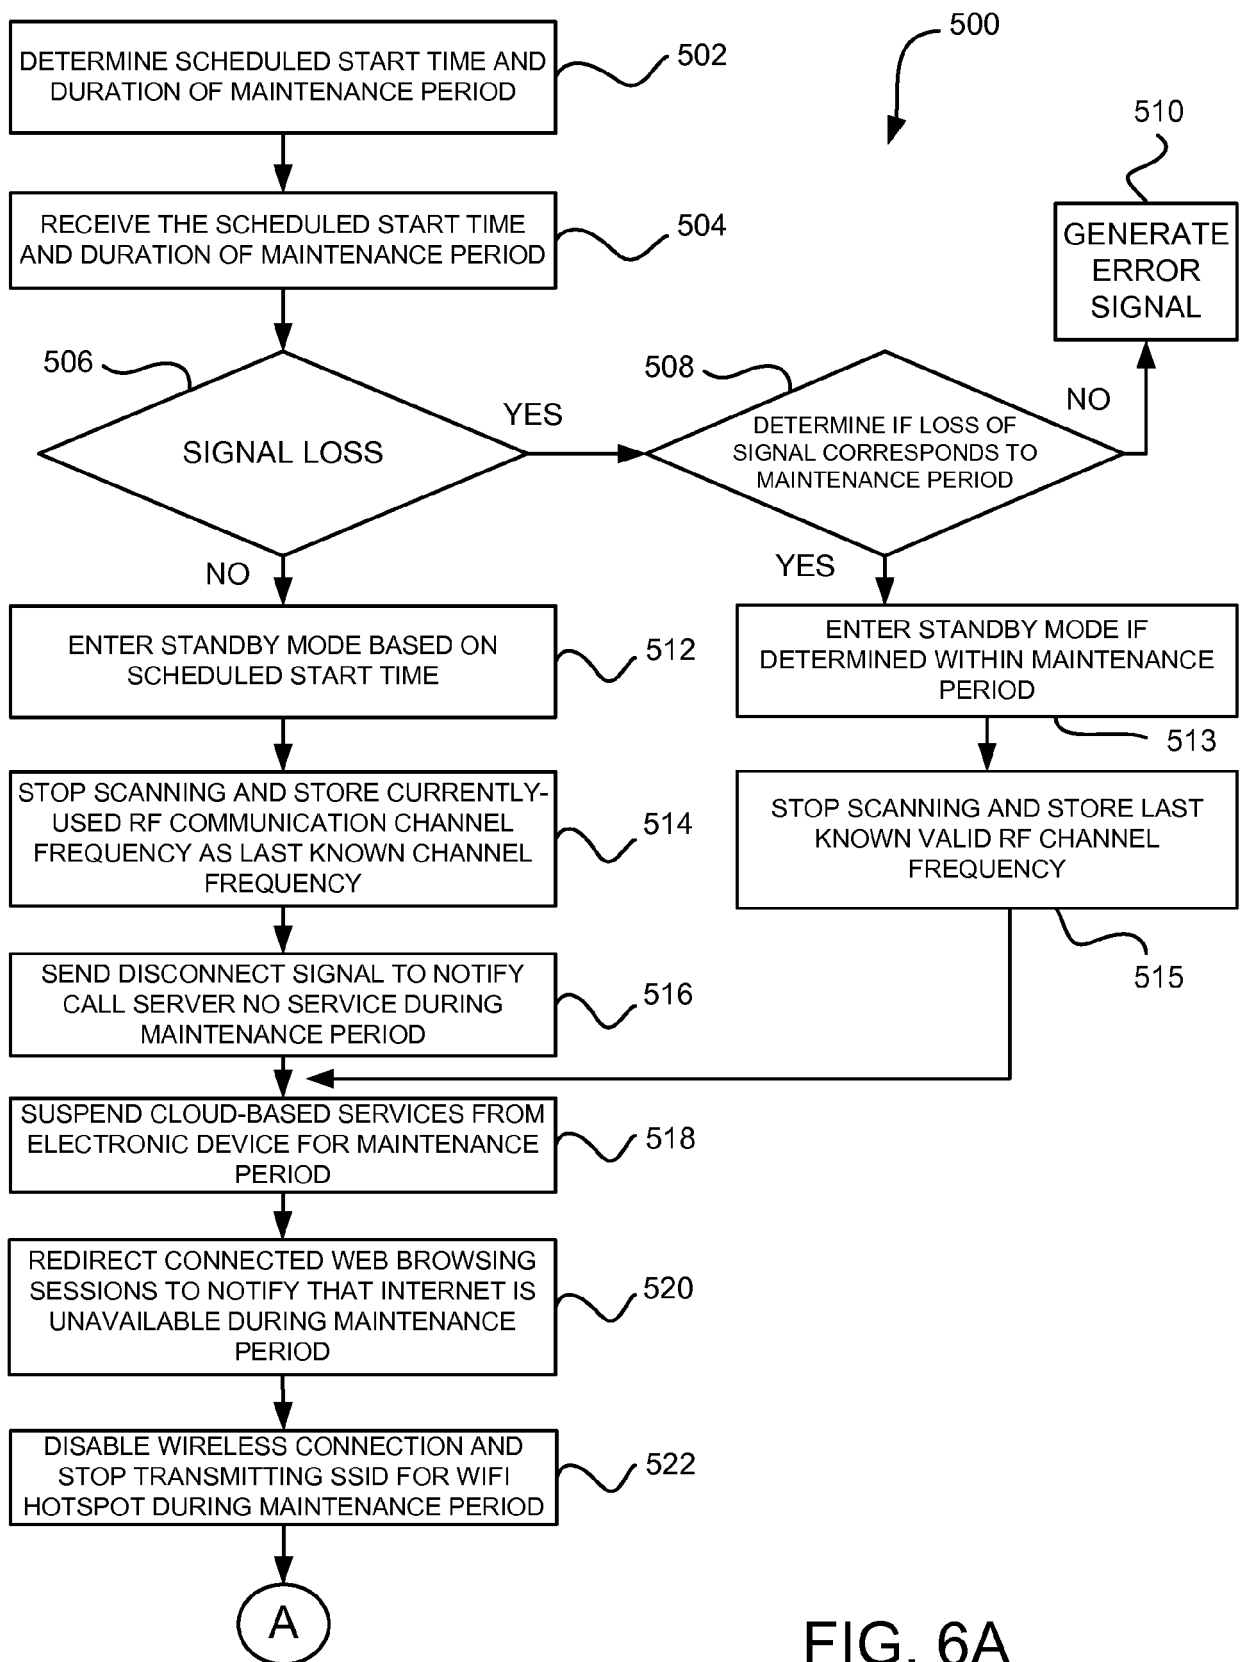 500
DETERMINE SCHEDULED START TIME AND
DURATION OF MAINTENANCE PERIOD
502
RECEIVE THE SCHEDULED START TIME
AND DURATION OF MAINTENANCE PERIOD
504
510
GENERATE
ERROR
SIGNAL
506
SIGNAL LOSS
YES
NO
508
DETERMINE IF LOSS OF
SIGNAL CORRESPONDS TO
MAINTENANCE PERIOD
NO
YES
ENTER STANDBY MODE BASED ON
SCHEDULED START TIME
512
ENTER STANDBY MODE IF
DETERMINED WITHIN MAINTENANCE
PERIOD
513
STOP SCANNING AND STORE CURRENTLY-
USED RF COMMUNICATION CHANNEL
FREQUENCY AS LAST KNOWN CHANNEL
FREQUENCY
514
STOP SCANNING AND STORE LAST
KNOWN VALID RF CHANNEL
FREQUENCY
515
SEND DISCONNECT SIGNAL TO NOTIFY
CALL SERVER NO SERVICE DURING
MAINTENANCE PERIOD
516
SUSPEND CLOUD-BASED SERVICES FROM
ELECTRONIC DEVICE FOR MAINTENANCE
PERIOD
518
REDIRECT CONNECTED WEB BROWSING
SESSIONS TO NOTIFY THAT INTERNET IS
UNAVAILABLE DURING MAINTENANCE
PERIOD
520
DISABLE WIRELESS CONNECTION AND
STOP TRANSMITTING SSID FOR WIFI
HOTSPOT DURING MAINTENANCE PERIOD
522
A
FIG. 6A